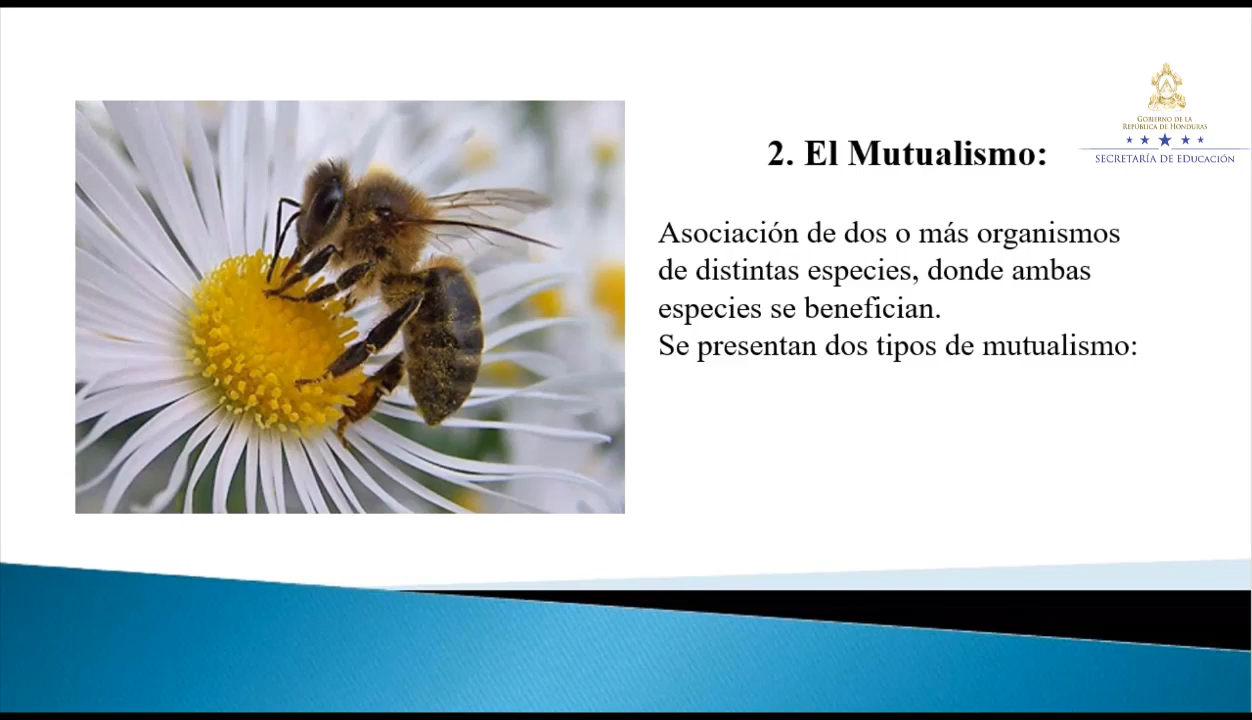 GOBIERNO DE LA
REPÚBLICA DE HONDURAS
SECRETARÍA DE EDUCACIÓN
2. El Mutualismo:
Asociación de dos o más organismos
de distintas especies, donde ambas
especies se benefician.
Se presentan dos tipos de mutualismo: